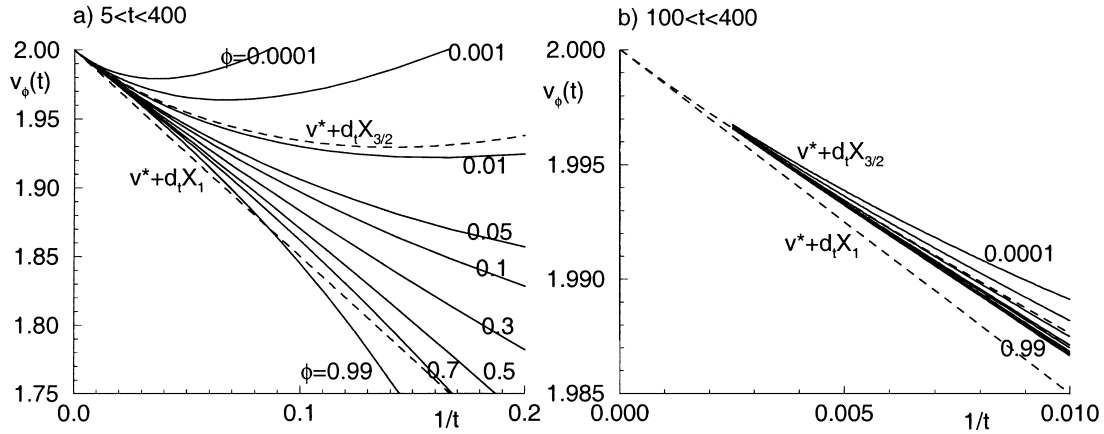 a) 5<t<400
2.00
v_ϕ(t)
1.95
1.90
1.85
1.80
1.75
0.0
0.1
1/t
0.2
ϕ=0.0001
0.001
v*+d_tX_{3/2}
0.01
v*+d_tX_1
0.05
0.1
0.3
ϕ=0.99
0.7
0.5
b) 100<t<400
2.000
v_ϕ(t)
1.995
1.990
1.985
0.000
0.005
1/t
0.010
v*+d_tX_{3/2}
v*+d_tX_1
0.0001
0.99